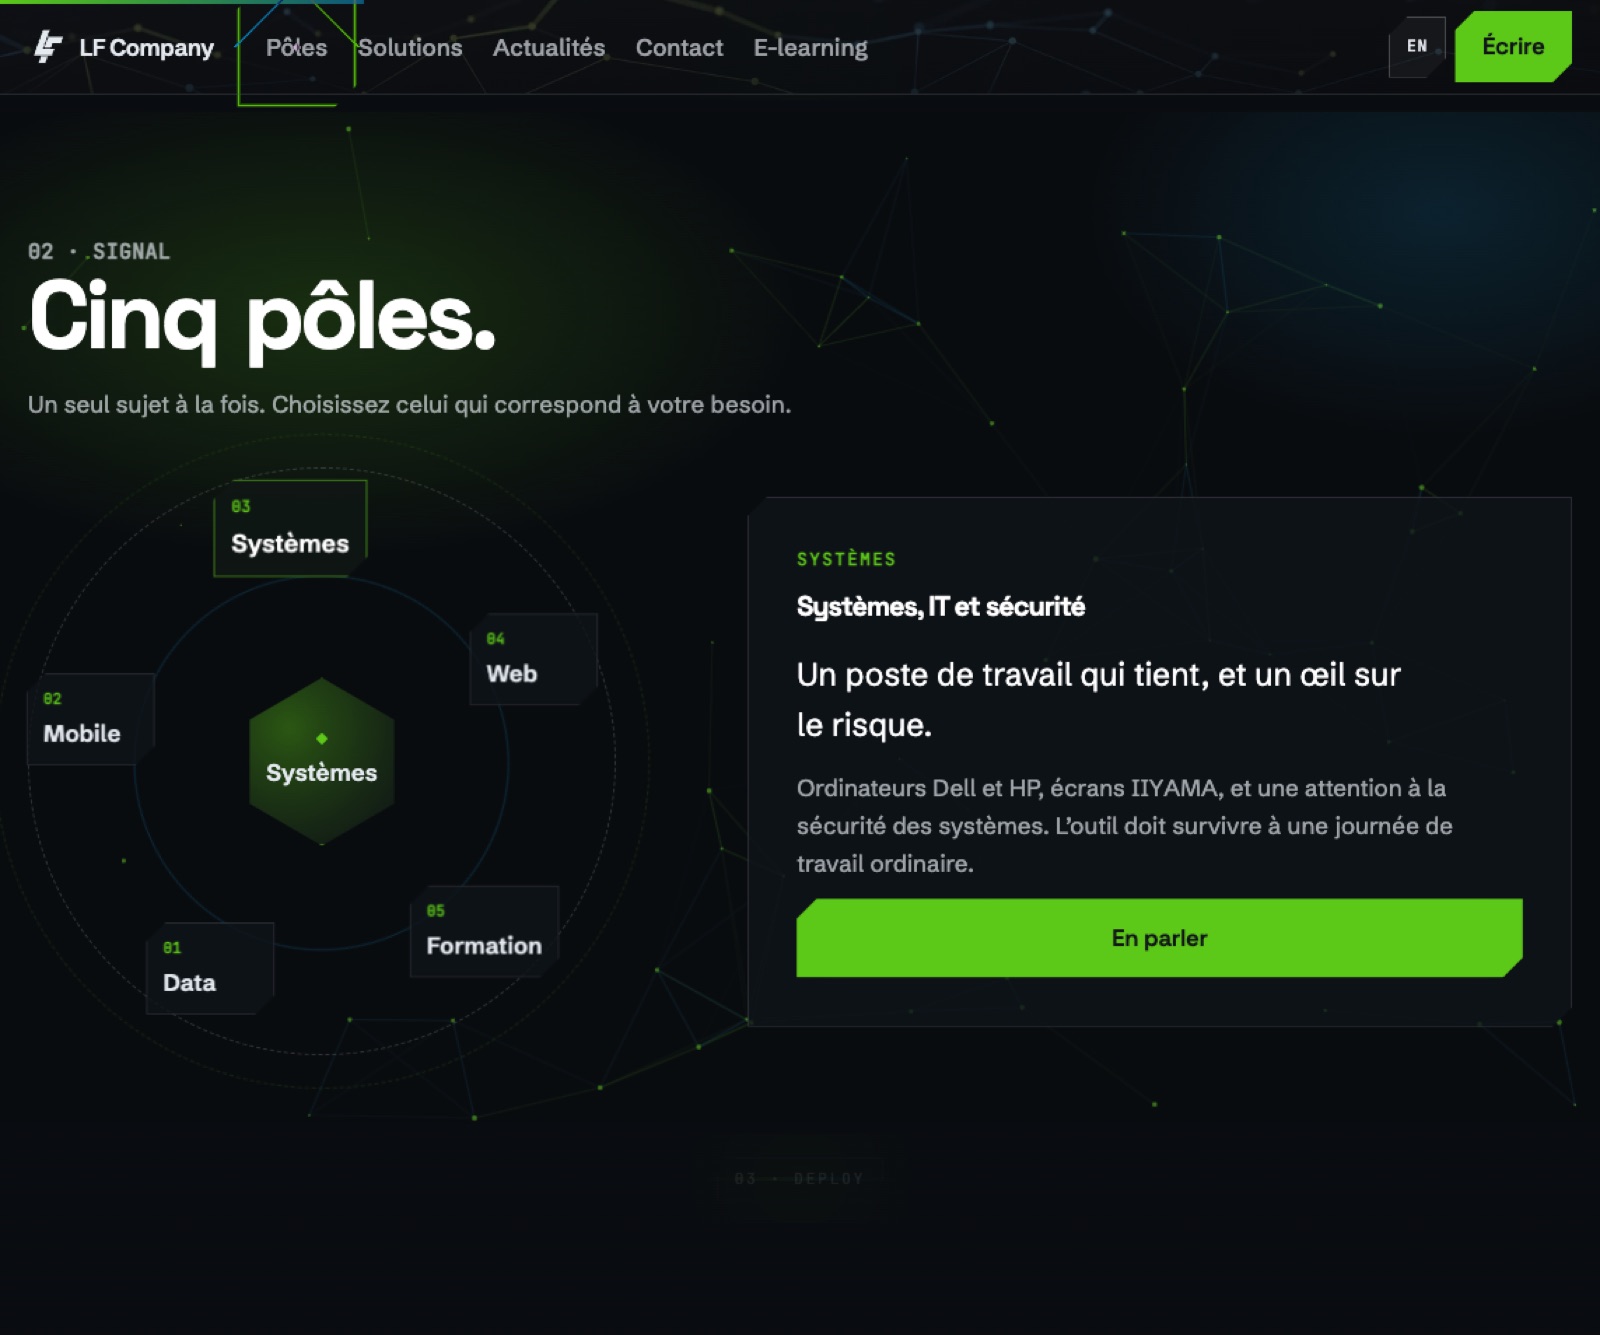 LF Company
Pôles
Solutions
Actualités
Contact
E-learning
EN
Écrire
02 · SIGNAL
Cinq pôles.
Un seul sujet à la fois. Choisissez celui qui correspond à votre besoin.
03
Systèmes
04
Web
02
Mobile
Systèmes
05
Formation
01
Data
SYSTÈMES
Systèmes, IT et sécurité
Un poste de travail qui tient, et un œil sur
le risque.
Ordinateurs Dell et HP, écrans IIYAMA, et une attention à la
sécurité des systèmes. L’outil doit survivre à une journée de
travail ordinaire.
En parler
03 · DEPLOY